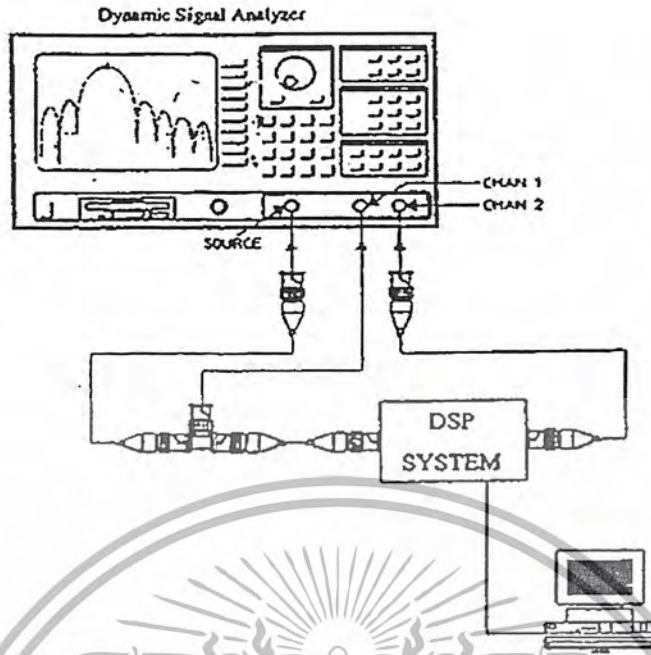 Dynamic Signal Analyzer
CHAN 1
CHAN 2
SOURCE
DSP
SYSTEM